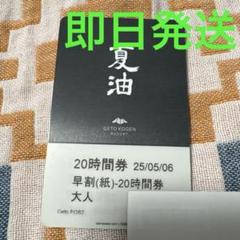 即日発送
夏油
GETO KOGEN
RESORT
20時間券 25/05/06
早割(紙)-20時間券
大人